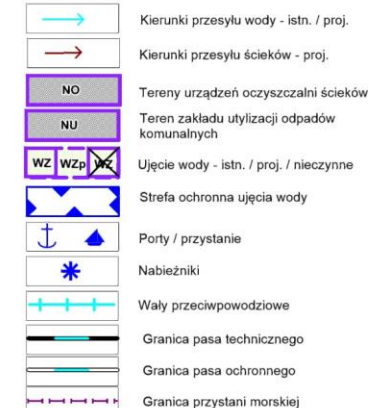 Kierunki przesyłu wody - istn. / proj.
Kierunki przesyłu ścieków - proj.
NO Tereny urządzeń oczyszczalni ścieków
NU Teren zakładu utylizacji odpadów
komunalnych
WZ WZp WZ Ujęcie wody - istn. / proj. / nieczynne
Strefa ochronna ujęcia wody
Porty / przystanie
Nabieżniki
Wały przeciwpowodziowe
Granica pasa technicznego
Granica pasa ochronnego
Granica przystani morskiej